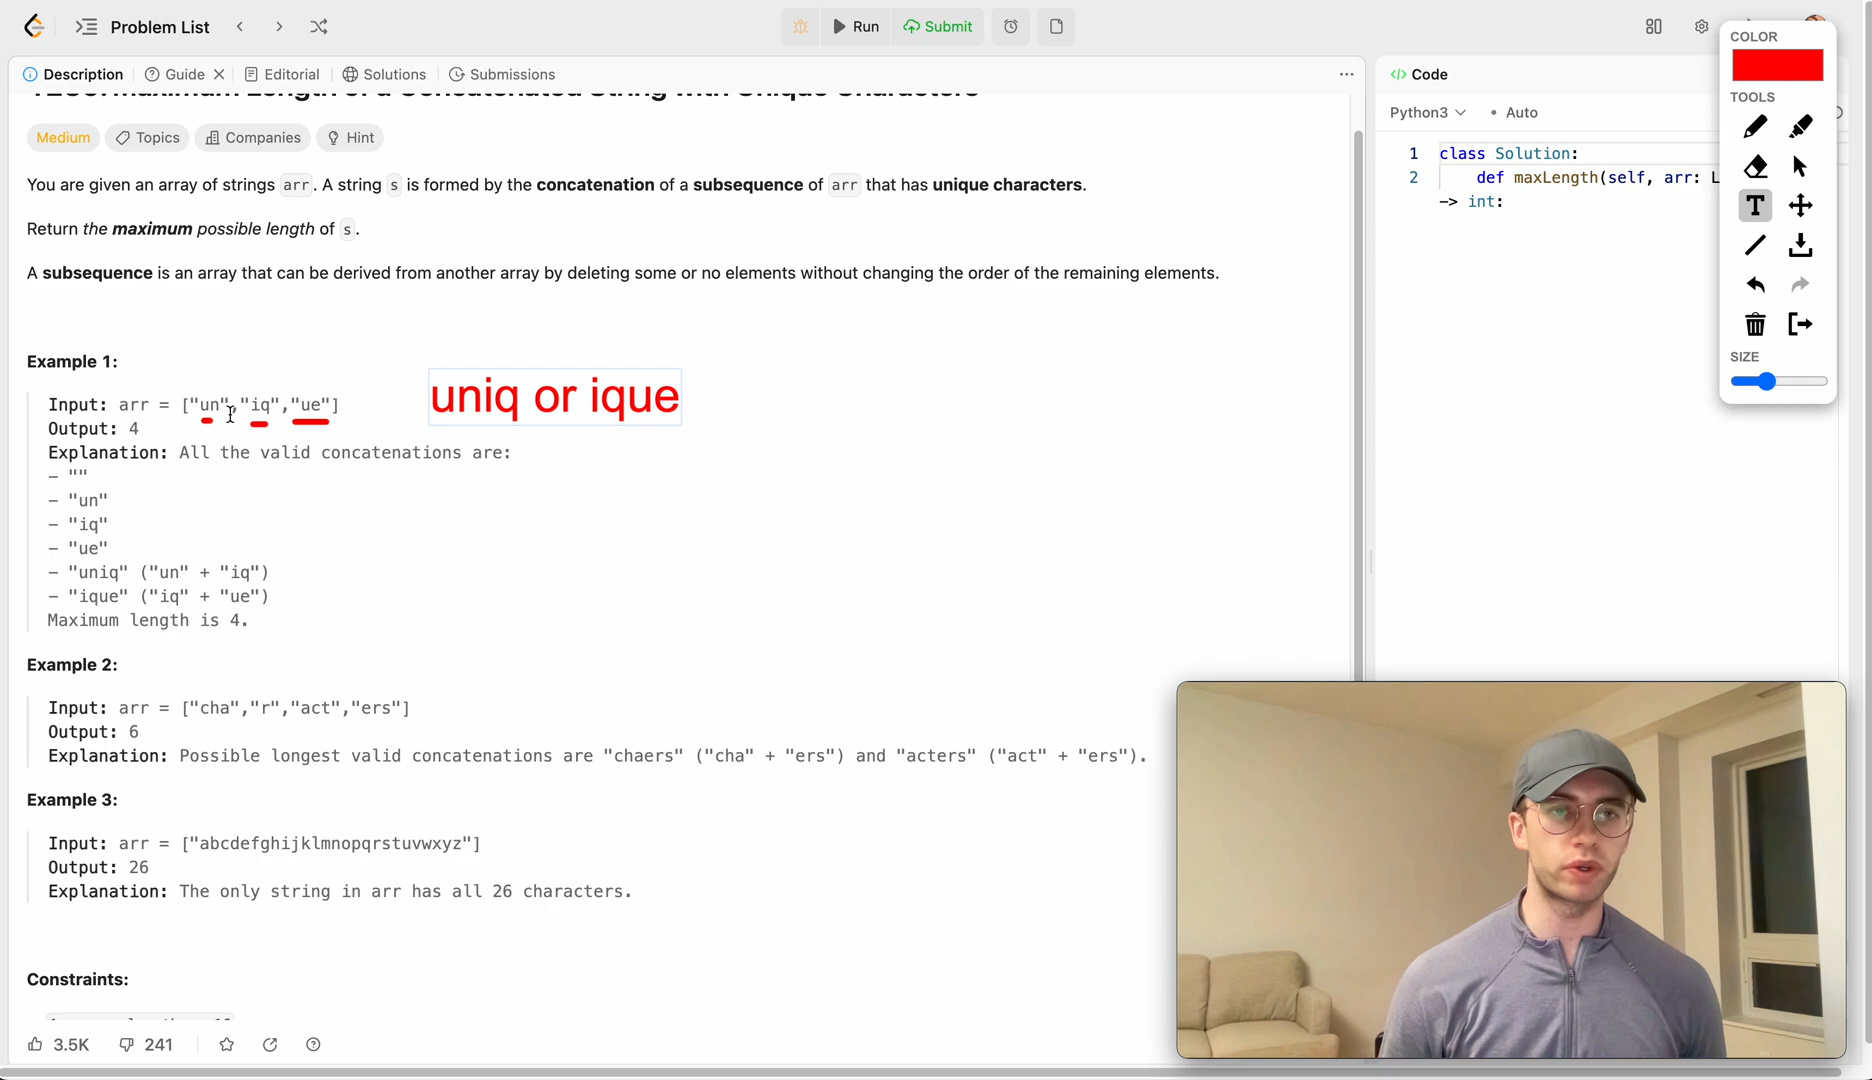 Problem List
Run
Submit
Description
Guide
Editorial
Solutions
Submissions
Medium
Topics
Companies
Hint
You are given an array of strings arr. A string s is formed by the concatenation of a subsequence of arr that has unique characters.
Return the maximum possible length of s.
A subsequence is an array that can be derived from another array by deleting some or no elements without changing the order of the remaining elements.
Example 1:
Input: arr = ["un","iq","ue"]
uniq or ique
Output: 4
Explanation: All the valid concatenations are:
- ""
- "un"
- "iq"
- "ue"
- "uniq" ("un" + "iq")
- "ique" ("iq" + "ue")
Maximum length is 4.
Example 2:
Input: arr = ["cha","r","act","ers"]
Output: 6
Explanation: Possible longest valid concatenations are "chaers" ("cha" + "ers") and "acters" ("act" + "ers").
Example 3:
Input: arr = ["abcdefghijklmnopqrstuvwxyz"]
Output: 26
Explanation: The only string in arr has all 26 characters.
Constraints:
3.5K
241
Code
Python3
Auto
1 class Solution:
2 def maxLength(self, arr: L
-> int:
COLOR
TOOLS
T
SIZE